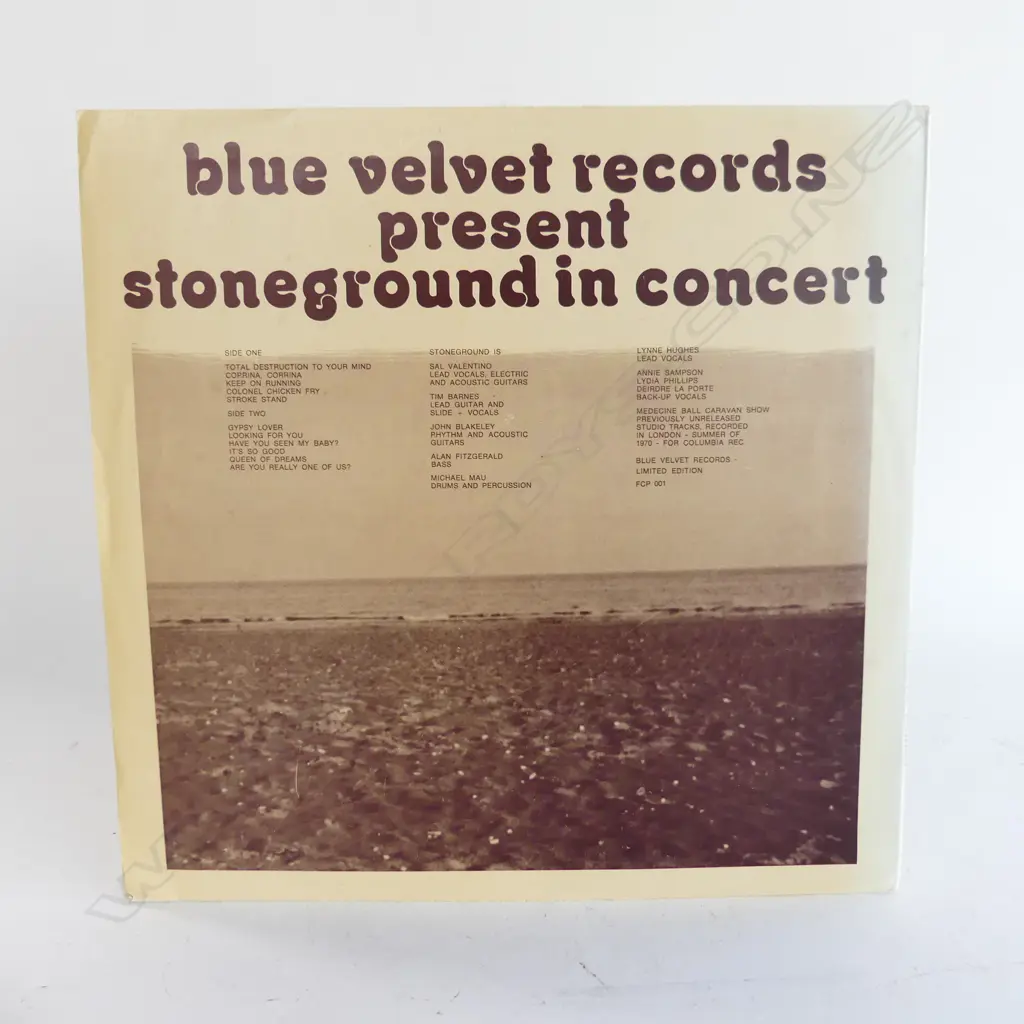 blue velvet records
present
stoneground in concert
SIDE ONE
TOTAL DESTRUCTION TO YOUR MIND
CORRINA, CORRINA
KEEP ON RUNNING
COLONEL CHICKEN FRY
STROKE STAND
SIDE TWO
GYPSY LOVER
LOOKING FOR YOU
HAVE YOU SEEN MY BABY?
IT'S SO GOOD
QUEEN OF DREAMS
ARE YOU REALLY ONE OF US?
STONEGROUND IS
SAL VALENTINO
LEAD VOCALS, ELECTRIC
AND ACOUSTIC GUITARS
TIM BARNES -
LEAD GUITAR AND
SLIDE - VOCALS
JOHN BLAKELEY
RHYTHM AND ACOUSTIC
GUITARS
ALAN FITZGERALD
BASS
MICHAEL MAU
DRUMS AND PERCUSSION
LYNNE HUGHES
LEAD VOCALS
ANNIE SAMPSON
LYDIA PHILLIPS
DEIRDRE LA PORTE
BACK-UP VOCALS
MEDECINE BALL CARAVAN SHOW
PREVIOUSLY UNRELEASED
STUDIO TRACKS, RECORDED
IN LONDON - SUMMER OF
1970 - FOR COLUMBIA REC
BLUE VELVET RECORDS -
LIMITED EDITION
FCP 001